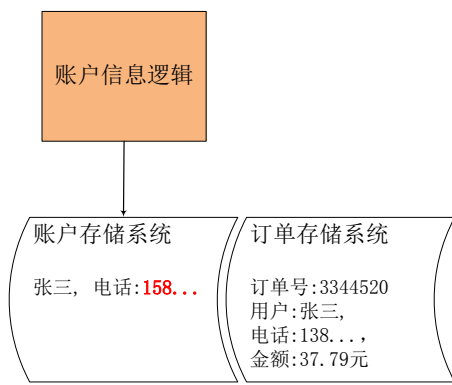 账户信息逻辑
账户存储系统
张三, 电话:158...
订单存储系统
订单号:3344520
用户:张三,
电话:138...,
金额:37.79元